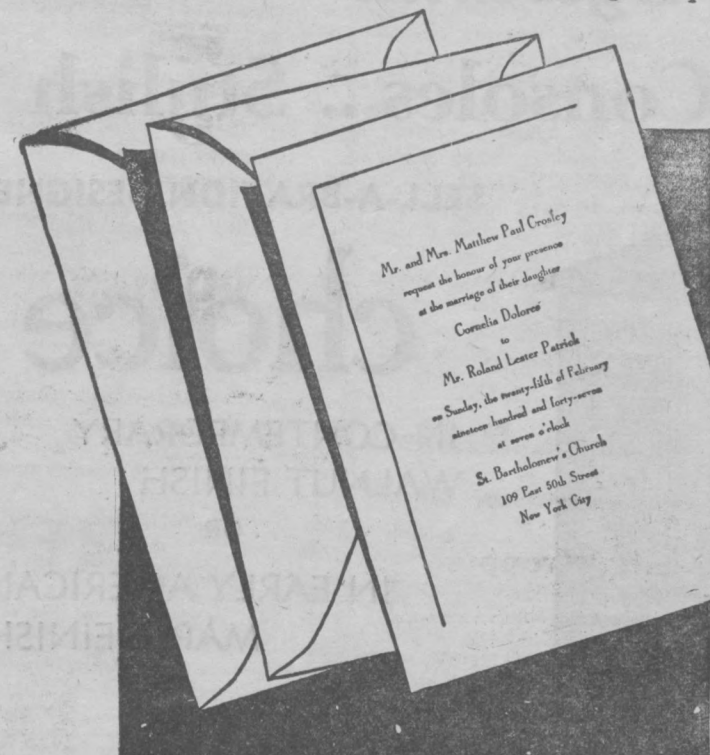 Mr. and Mrs. Matthew Paul Crosley
request the honour of your presence
at the marriage of their daughter
Cornelia Dolores
to
Mr. Roland Lester Patrick
on Sunday, the twenty-fifth of February
nineteen hundred and forty-seven
at seven o'clock
St. Bartholomew's Church
109 East 50th Street
New York City